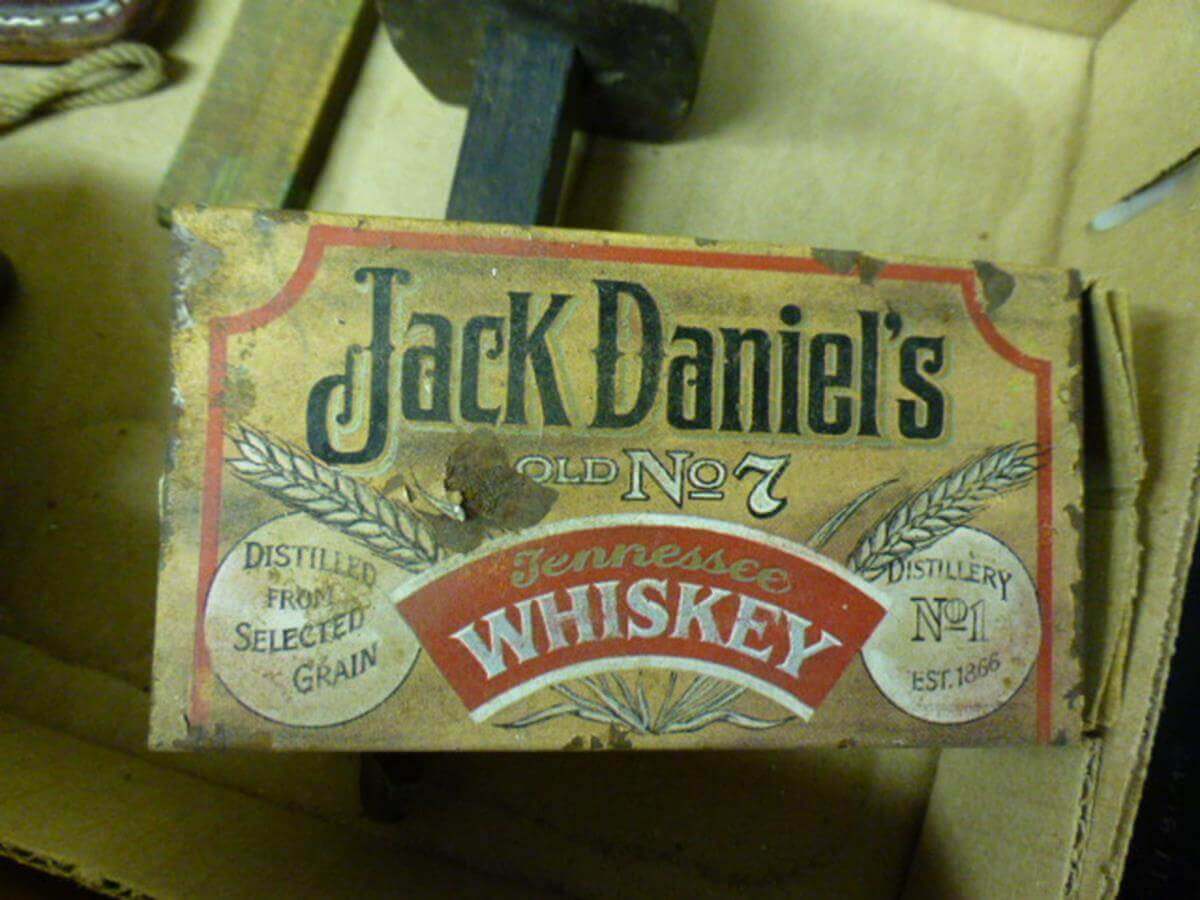 Jack Daniel's
OLD No 7
Tennessee
WHISKEY
DISTILLED
FROM
SELECTED
GRAIN
DISTILLERY
No 1
EST. 1866